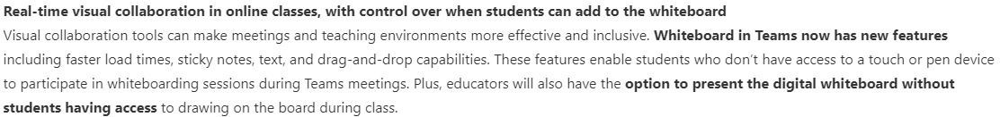 Real-time visual collaboration in online classes, with control over when students can add to the whiteboard
Visual collaboration tools can make meetings and teaching environments more effective and inclusive. Whiteboard in Teams now has new features
including faster load times, sticky notes, text, and drag-and-drop capabilities. These features enable students who don't have access to a touch or pen device
to participate in whiteboarding sessions during Teams meetings. Plus, educators will also have the option to present the digital whiteboard without
students having access to drawing on the board during class.